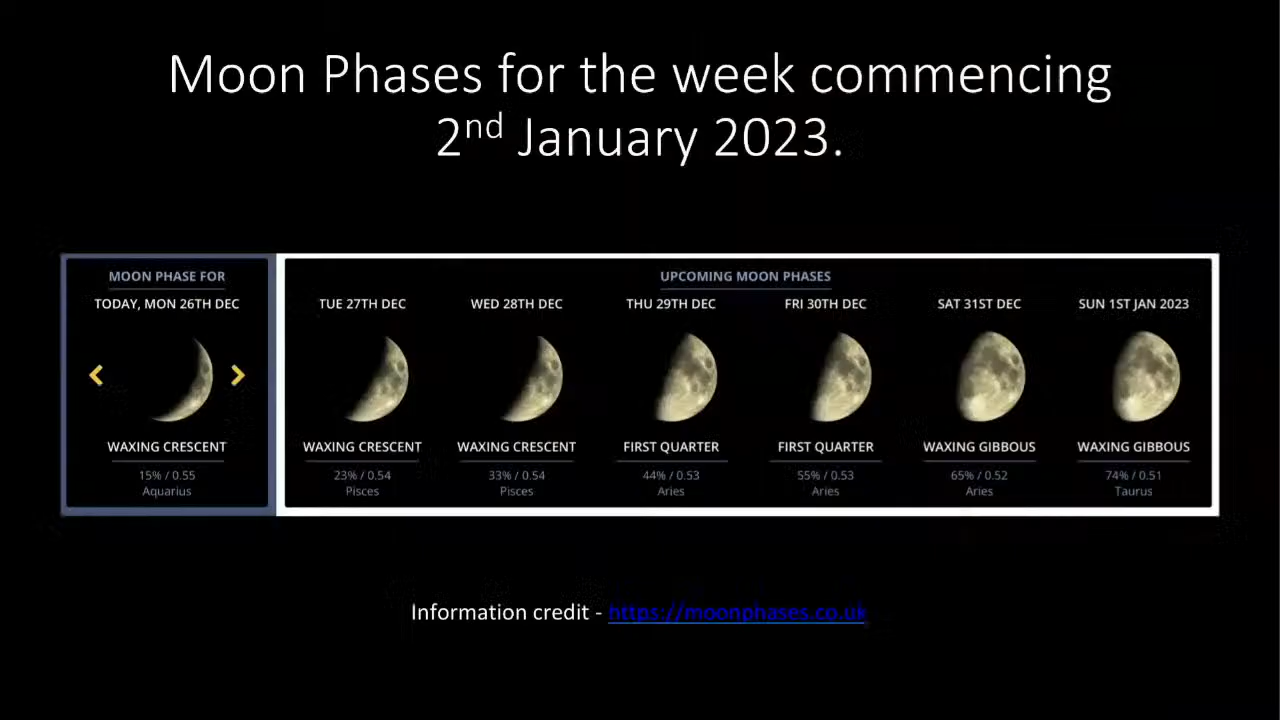 Moon Phases for the week commencing
2nd January 2023.
MOON PHASE FOR
TODAY, MON 26TH DEC
WAXING CRESCENT
15% / 0.55
Aquarius
UPCOMING MOON PHASES
TUE 27TH DEC
WAXING CRESCENT
23% / 0.54
Pisces
WED 28TH DEC
WAXING CRESCENT
33% / 0.54
Pisces
THU 29TH DEC
FIRST QUARTER
44% / 0.53
Aries
FRI 30TH DEC
FIRST QUARTER
55% / 0.53
Aries
SAT 31ST DEC
WAXING GIBBOUS
65% / 0.52
Aries
SUN 1ST JAN 2023
WAXING GIBBOUS
74% / 0.51
Taurus
Information credit - https://moonphases.co.uk